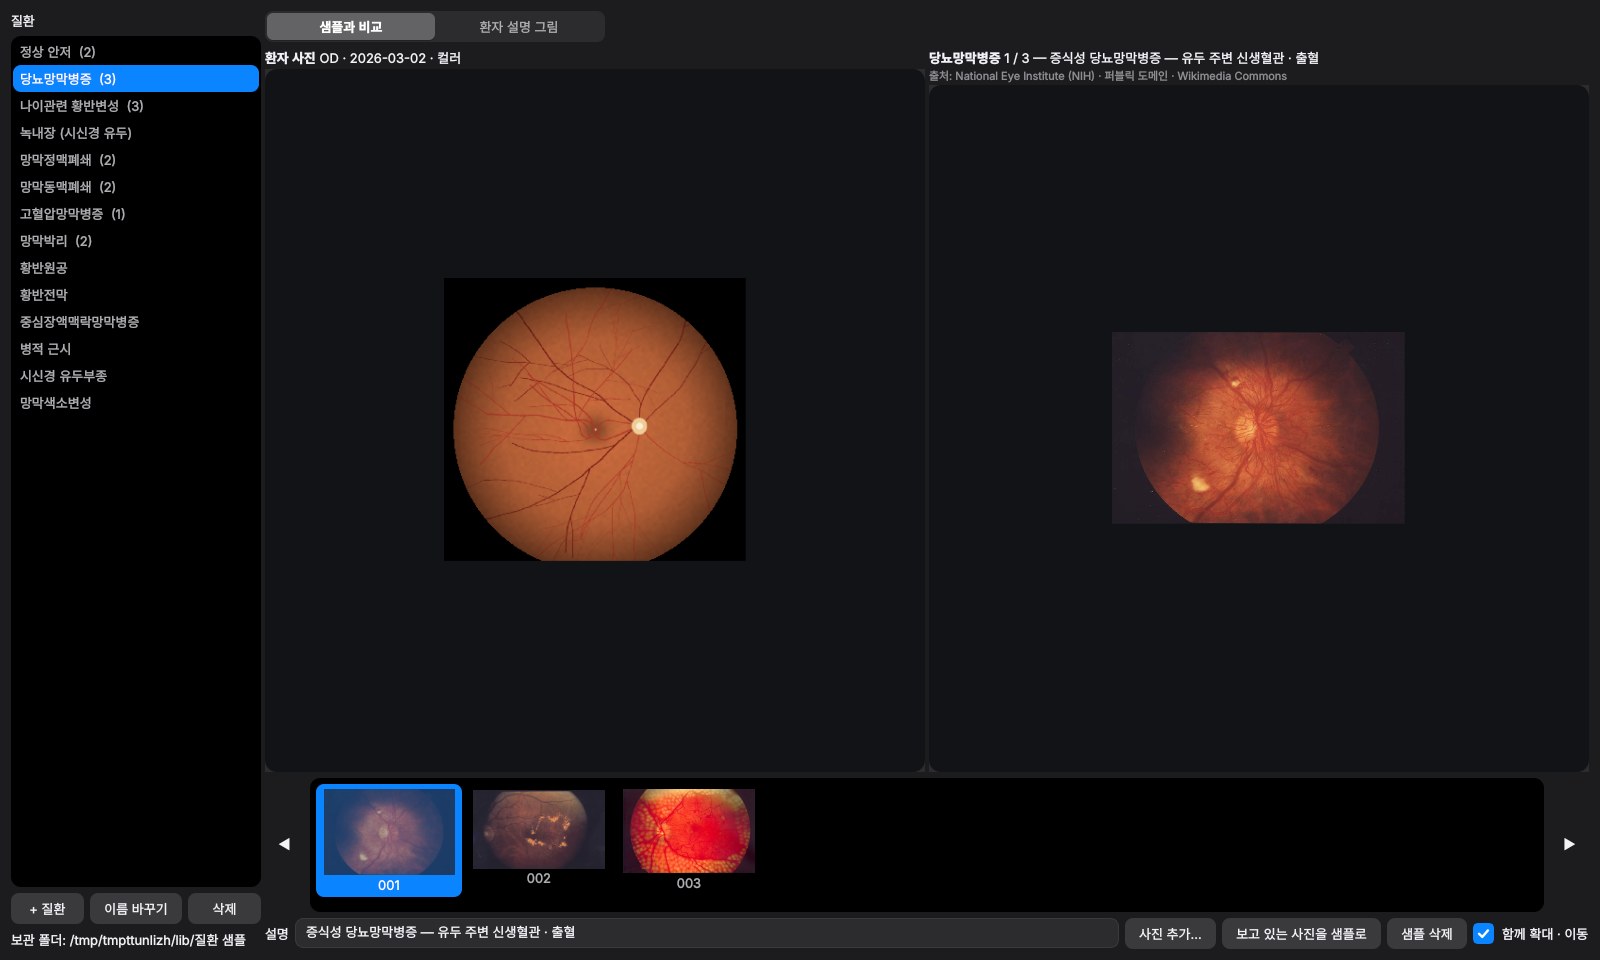 질환
샘플과 비교
환자 설명 그림
정상 안저 (2)
당뇨망막병증 (3)
나이관련 황반변성 (3)
녹내장 (시신경 유두)
망막정맥폐쇄 (2)
망막동맥폐쇄 (2)
고혈압망막병증 (1)
망막박리 (2)
황반원공
황반전막
중심장액맥락망막병증
병적 근시
시신경 유두부종
망막색소변성
+ 질환
이름 바꾸기
삭제
보관 폴더: /tmp/tmpttunlizh/lib/질환 샘플
환자 사진 OD · 2026-03-02 · 컬러
당뇨망막병증 1 / 3 — 증식성 당뇨망막병증 — 유두 주변 신생혈관 · 출혈
출처: National Eye Institute (NIH) · 퍼블릭 도메인 · Wikimedia Commons
001
002
003
설명
증식성 당뇨망막병증 — 유두 주변 신생혈관 · 출혈
사진 추가...
보고 있는 사진을 샘플로
샘플 삭제
함께 확대 · 이동